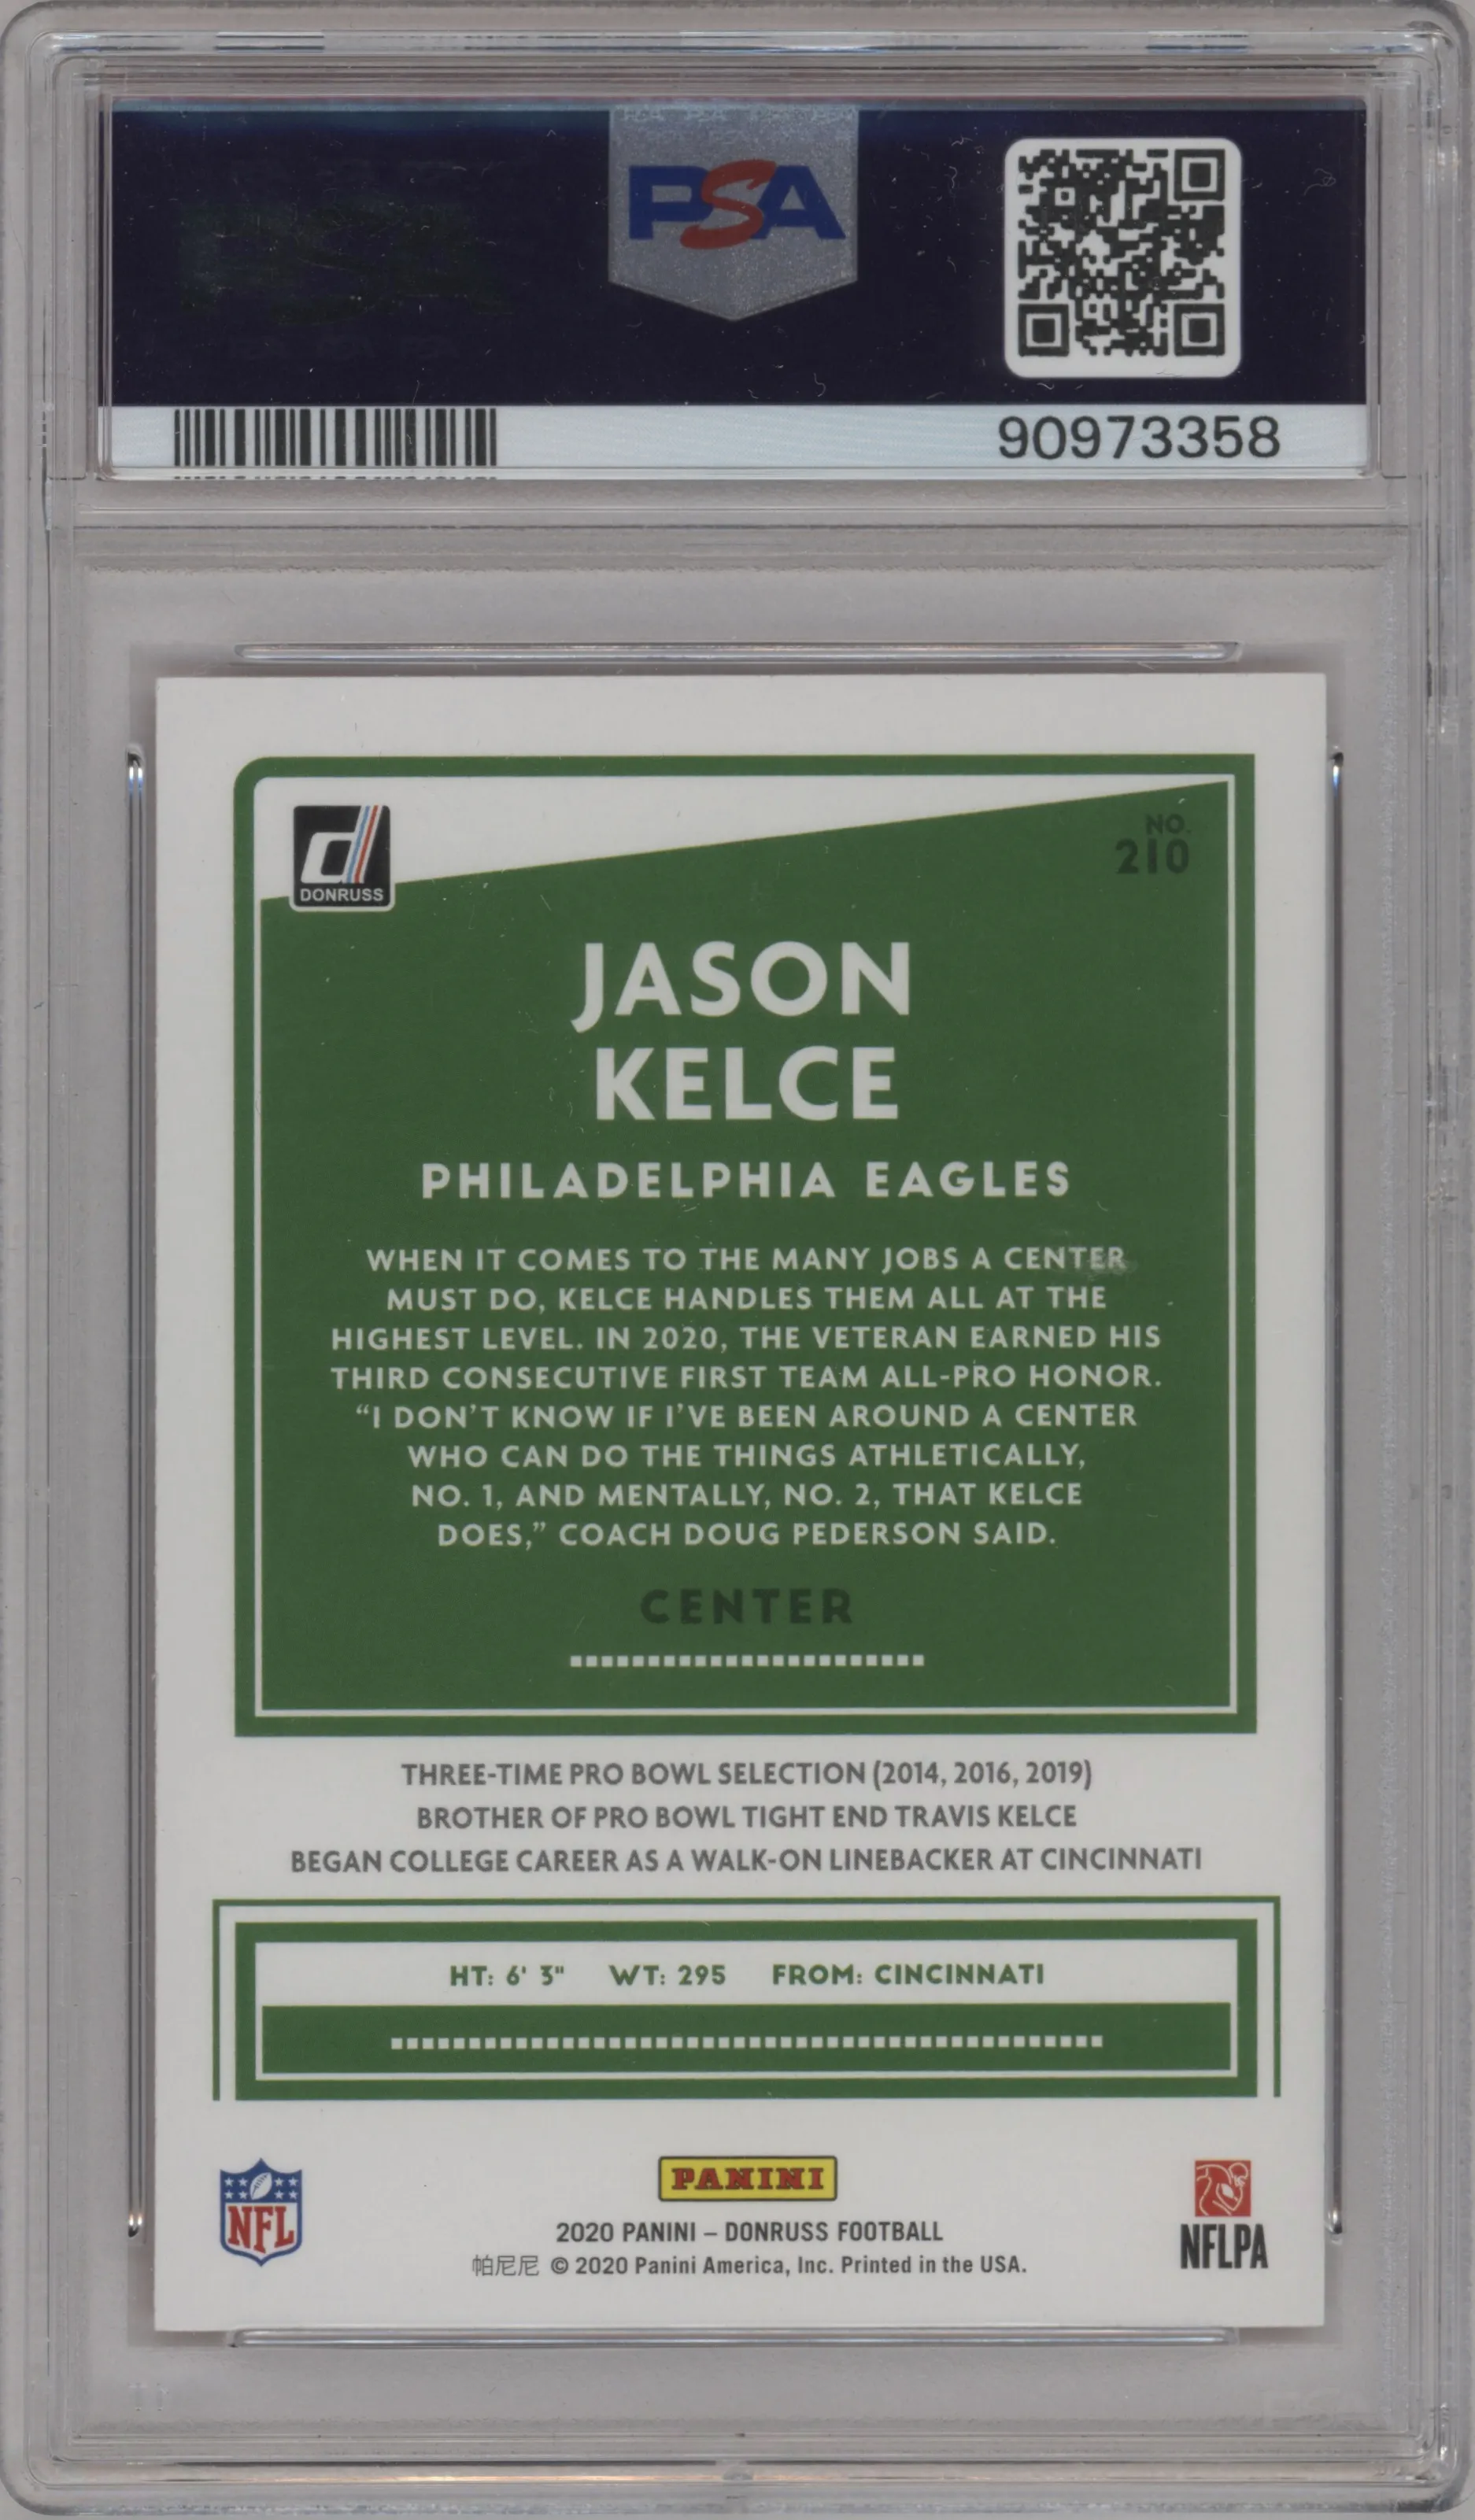 PSA
90973358
DONRUSS
NO.
210
JASON
KELCE
PHILADELPHIA EAGLES
WHEN IT COMES TO THE MANY JOBS A CENTER
MUST DO, KELCE HANDLES THEM ALL AT THE
HIGHEST LEVEL. IN 2020, THE VETERAN EARNED HIS
THIRD CONSECUTIVE FIRST TEAM ALL-PRO HONOR.
“I DON’T KNOW IF I’VE BEEN AROUND A CENTER
WHO CAN DO THE THINGS ATHLETICALLY,
NO. 1, AND MENTALLY, NO. 2, THAT KELCE
DOES,” COACH DOUG PEDERSON SAID.
CENTER
THREE-TIME PRO BOWL SELECTION (2014, 2016, 2019)
BROTHER OF PRO BOWL TIGHT END TRAVIS KELCE
BEGAN COLLEGE CAREER AS A WALK-ON LINEBACKER AT CINCINNATI
HT: 6' 3" WT: 295 FROM: CINCINNATI
NFL
PANINI
2020 PANINI – DONRUSS FOOTBALL
帕尼尼 © 2020 Panini America, Inc. Printed in the USA.
NFLPA